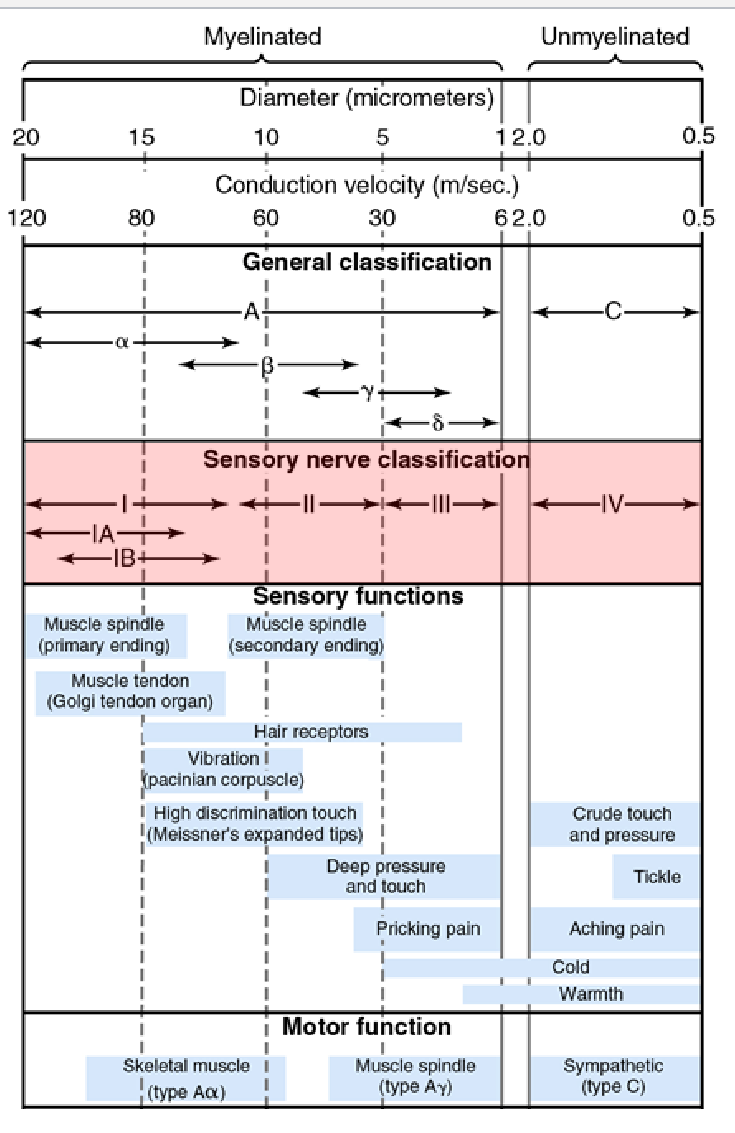 Myelinated Unmyelinated
Diameter (micrometers)
20 15 10 5 1 2.0 0.5
Conduction velocity (m/sec.)
120 80 60 30 6 2.0 0.5
General classification
A C
α
β
γ
δ
Sensory nerve classification
I II III IV
IA
IB
Sensory functions
Muscle spindle
(primary ending)
Muscle spindle
(secondary ending)
Muscle tendon
(Golgi tendon organ)
Hair receptors
Vibration
(pacinian corpuscle)
High discrimination touch
(Meissner's expanded tips)
Crude touch
and pressure
Deep pressure
and touch
Tickle
Pricking pain
Aching pain
Cold
Warmth
Motor function
Skeletal muscle
(type Aα)
Muscle spindle
(type Aγ)
Sympathetic
(type C)